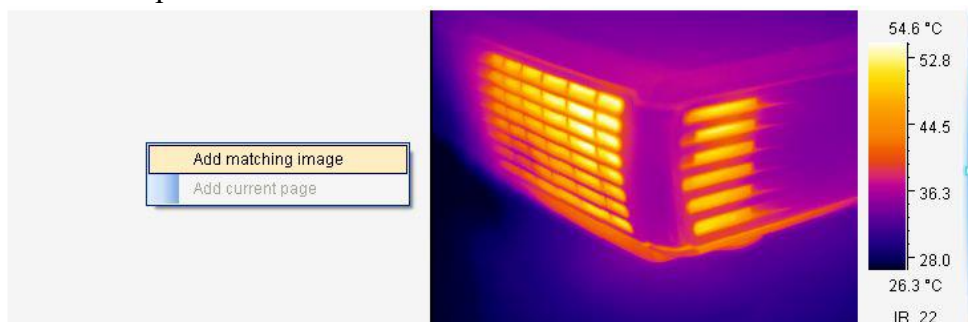 Add matching image
Add current page
54.6 °C
52.8
44.5
36.3
28.0
26.3 °C
IR 22